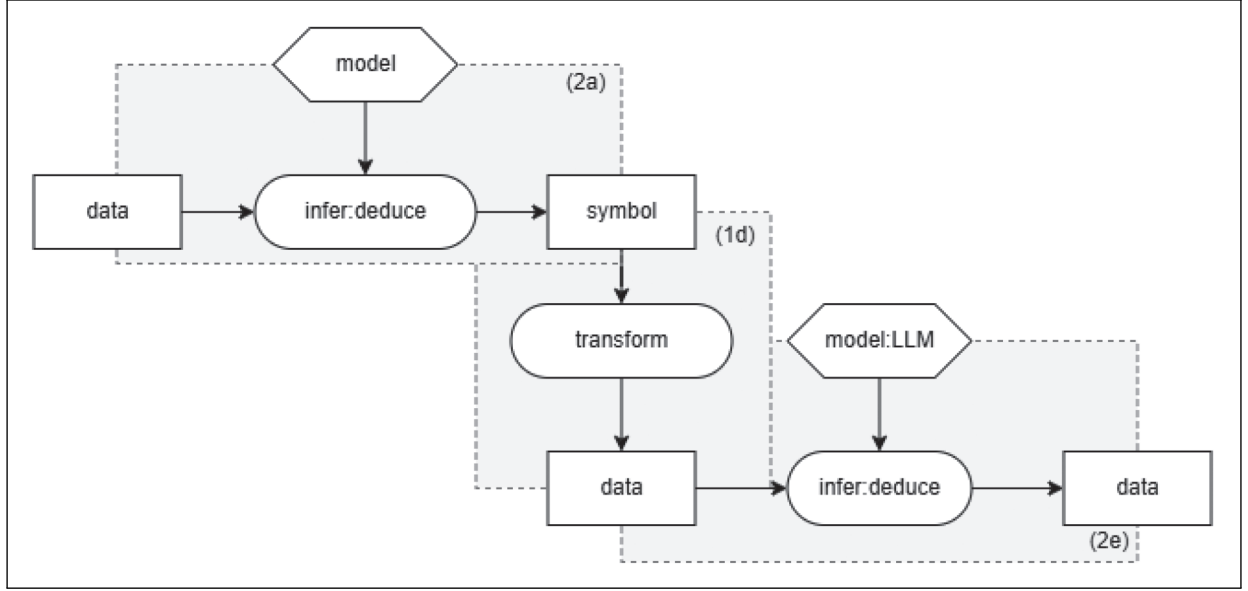 model
(2a)
data
infer:deduce
symbol
(1d)
transform
model:LLM
data
infer:deduce
data
(2e)